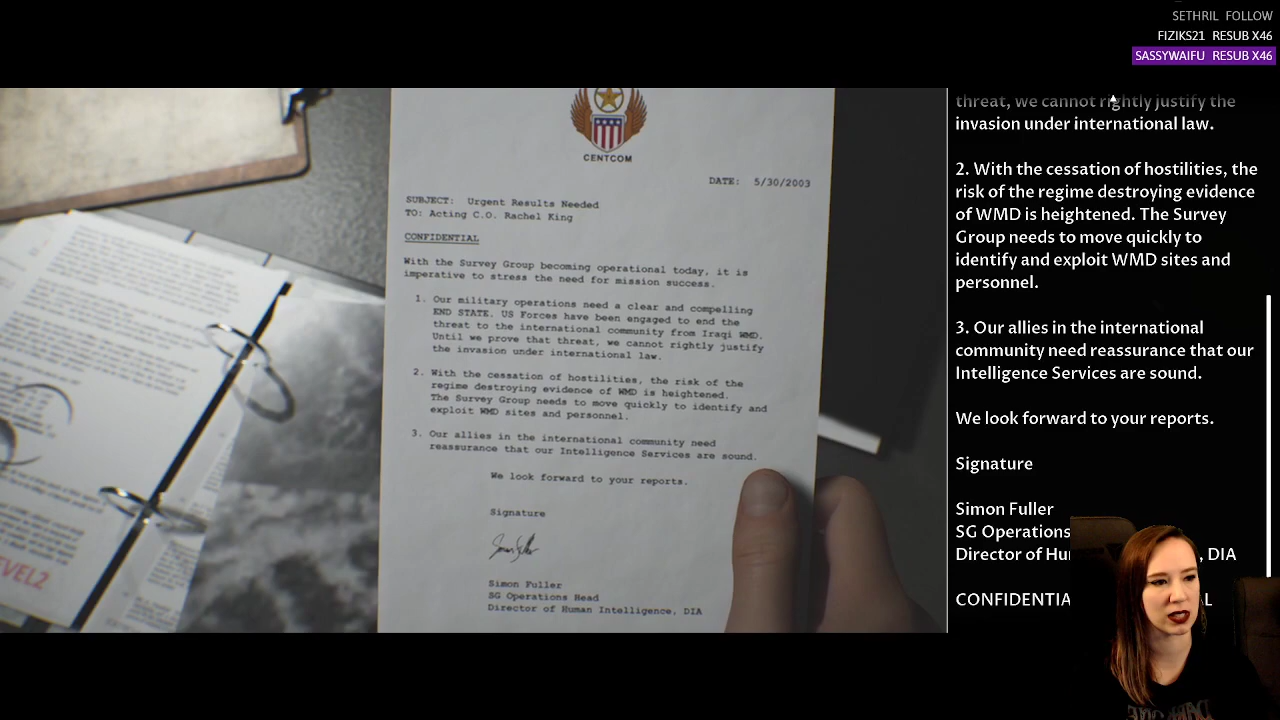 SETHRIL FOLLOW
FIZIKS21 RESUB X46
SASSYWAIFU RESUB X46
CENTCOM
DATE: 5/30/2003
SUBJECT: Urgent Results Needed
TO: Acting C.O. Rachel King
CONFIDENTIAL
With the Survey Group becoming operational today, it is
imperative to stress the need for mission success.
1. Our military operations need a clear and compelling
END STATE. US Forces have been engaged to end the
threat to the international community from Iraqi WMD.
Until we prove that threat, we cannot rightly justify
the invasion under international law.
2. With the cessation of hostilities, the risk of the
regime destroying evidence of WMD is heightened.
The Survey Group needs to move quickly to identify and
exploit WMD sites and personnel.
3. Our allies in the international community need
reassurance that our Intelligence Services are sound.
We look forward to your reports.
Signature
Simon Fuller
SG Operations Head
Director of Human Intelligence, DIA
threat, we cannot rightly justify the
invasion under international law.
2. With the cessation of hostilities, the
risk of the regime destroying evidence
of WMD is heightened. The Survey
Group needs to move quickly to
identify and exploit WMD sites and
personnel.
3. Our allies in the international
community need reassurance that our
Intelligence Services are sound.
We look forward to your reports.
Signature
Simon Fuller
SG Operations
Director of Hu , DIA
CONFIDENTIA L